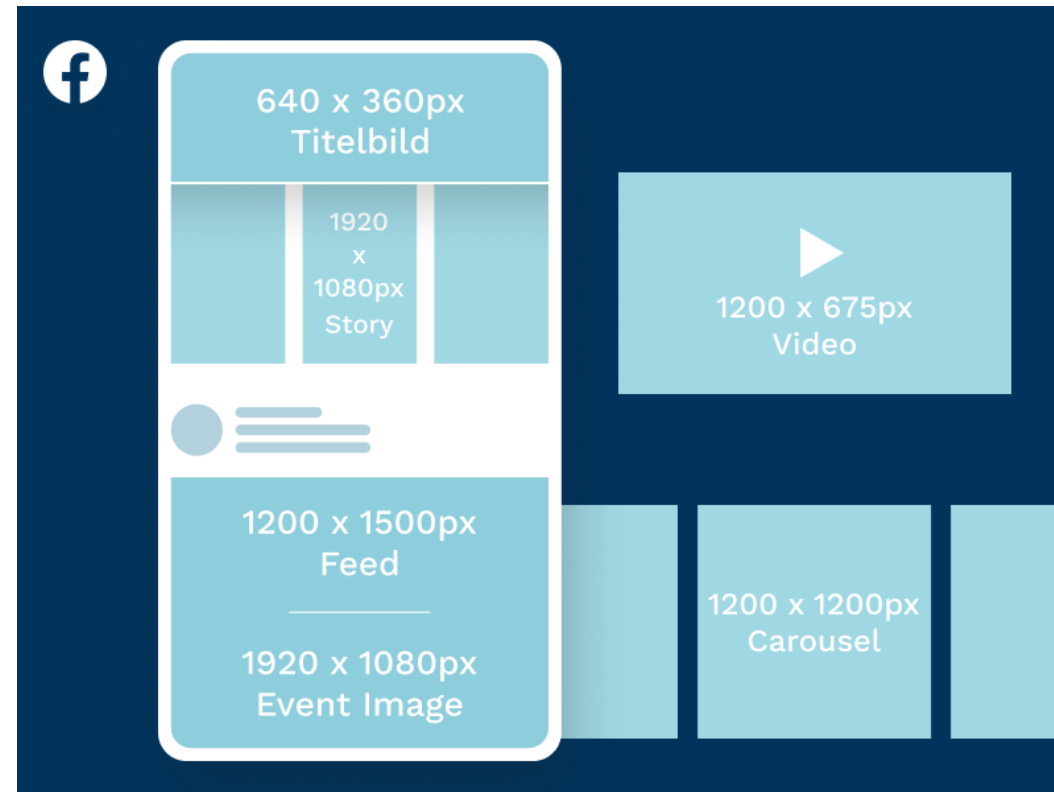 640 x 360px
Titelbild
1920
x
1080px
Story
1200 x 675px
Video
1200 x 1500px
Feed
1920 x 1080px
Event Image
1200 x 1200px
Carousel